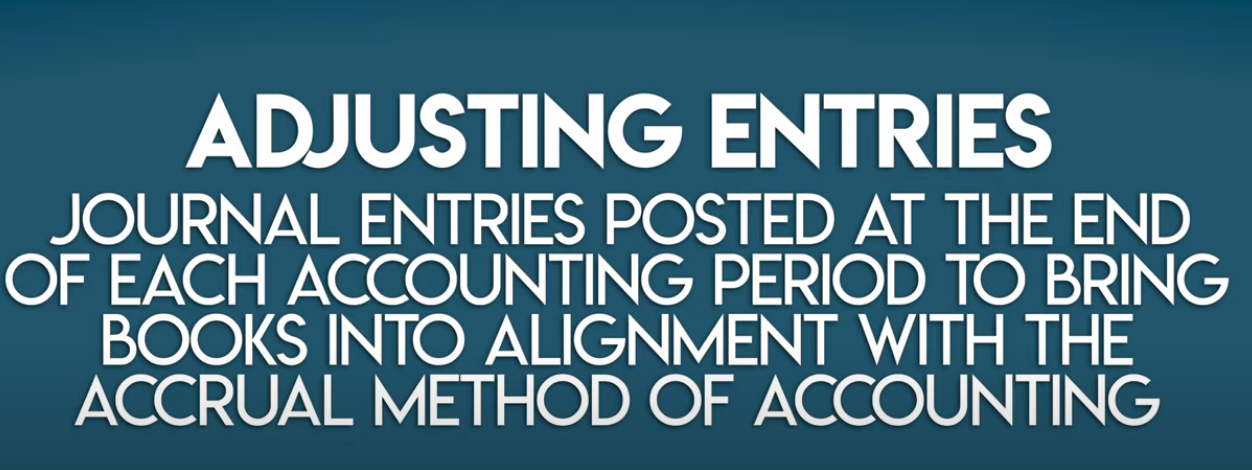 ADJUSTING ENTRIES
JOURNAL ENTRIES POSTED AT THE END
OF EACH ACCOUNTING PERIOD TO BRING
BOOKS INTO ALIGNMENT WITH THE
ACCRUAL METHOD OF ACCOUNTING